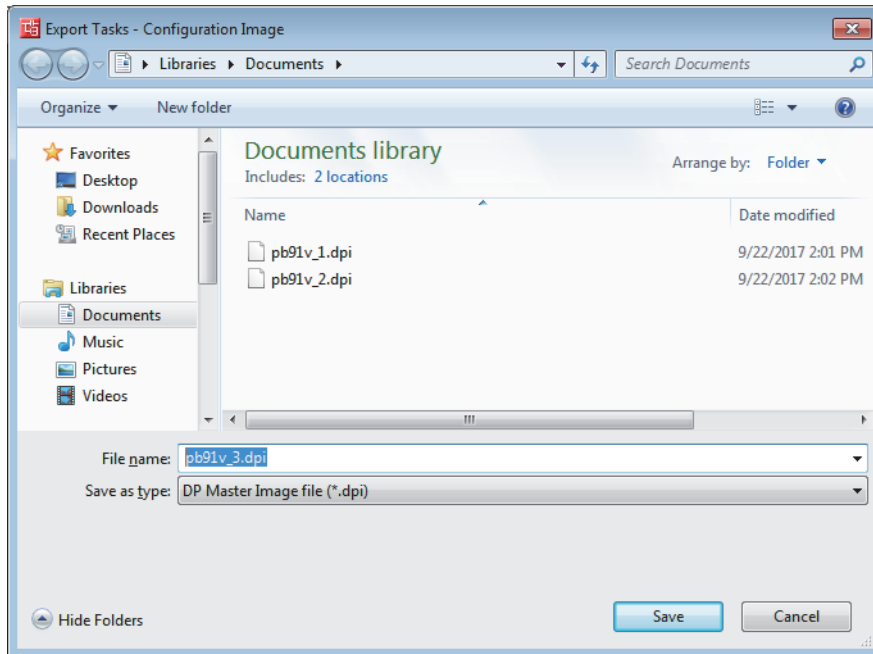 Export Tasks - Configuration Image
Libraries Documents
Search Documents
Organize New folder
Favorites
Desktop
Downloads
Recent Places
Libraries
Documents
Music
Pictures
Videos
Documents library
Includes: 2 locations
Arrange by: Folder
Name Date modified
pb91v_1.dpi 9/22/2017 2:01 PM
pb91v_2.dpi 9/22/2017 2:02 PM
File name: pb91v_3.dpi
Save as type: DP Master Image file (*.dpi)
Hide Folders
Save Cancel